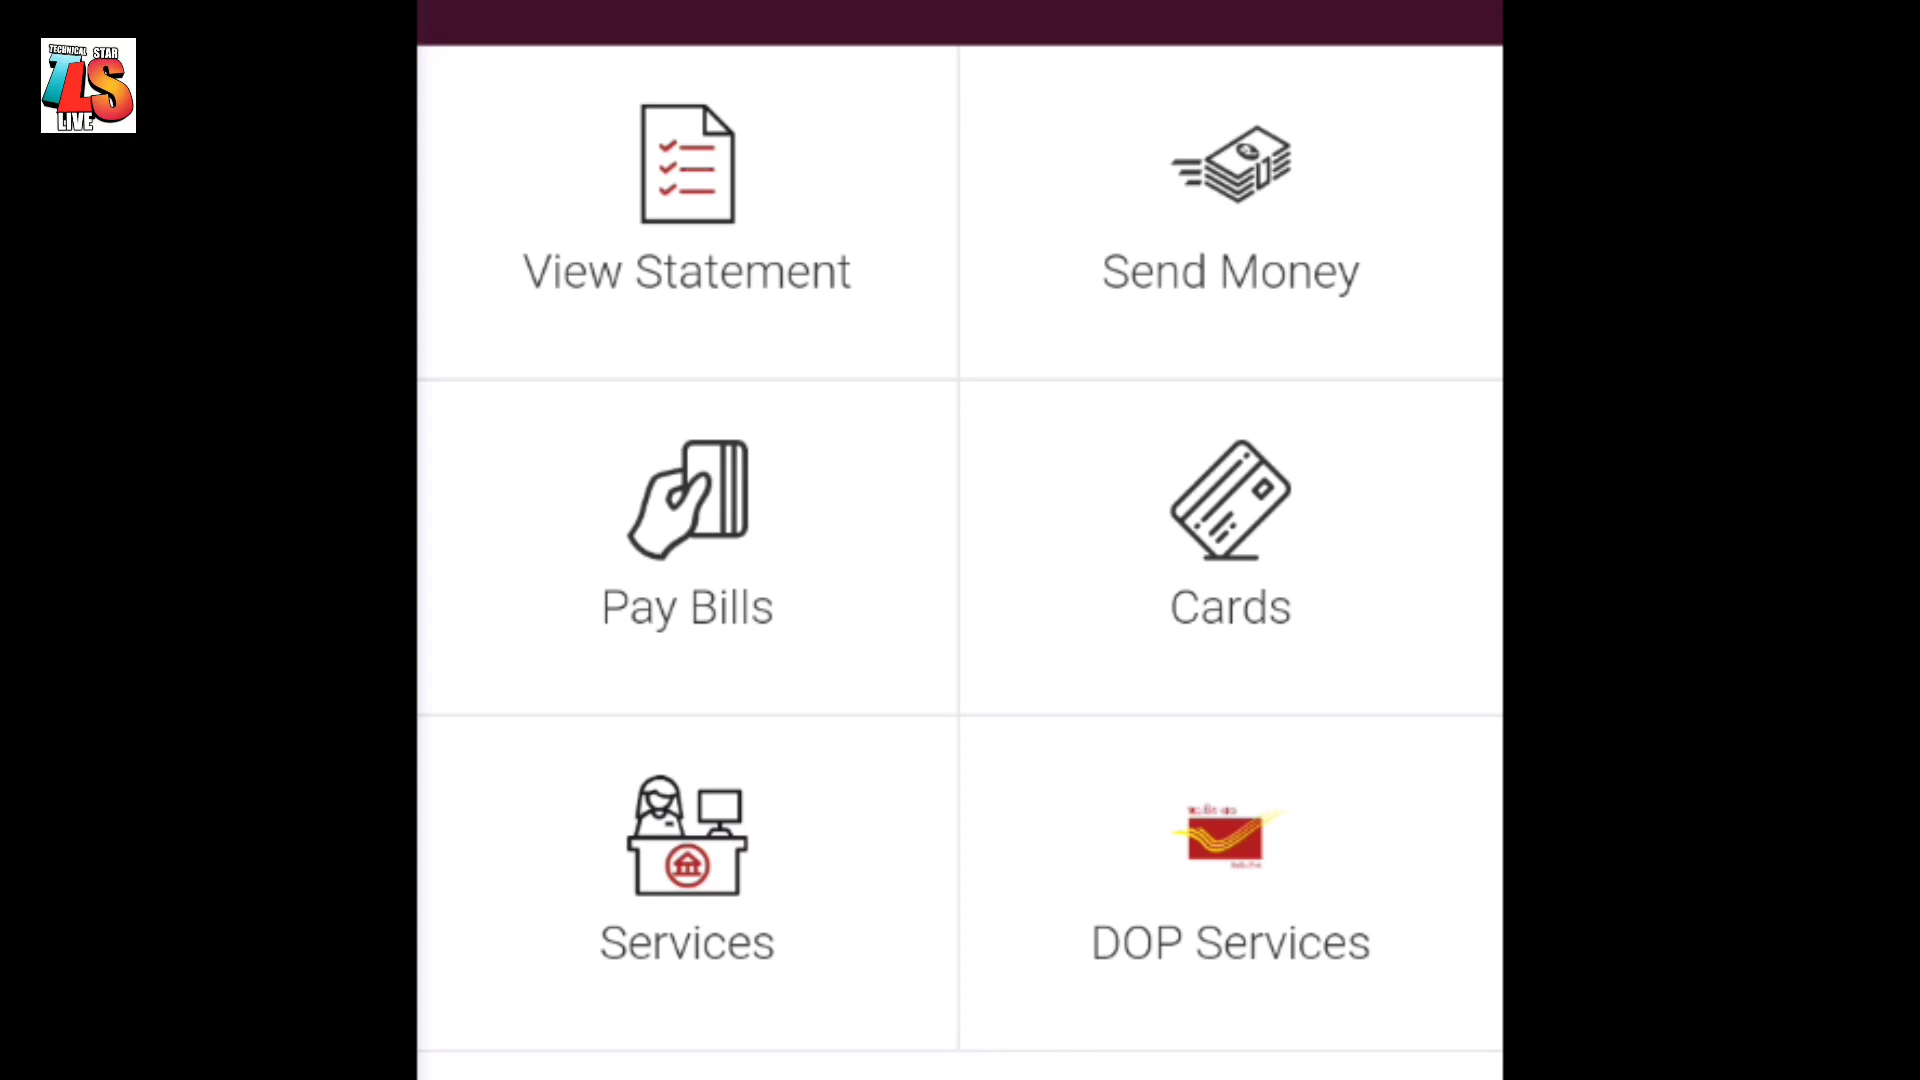 TECHNICAL STAR
TLS
LIVE
View Statement
Send Money
Pay Bills
Cards
Services
DOP Services